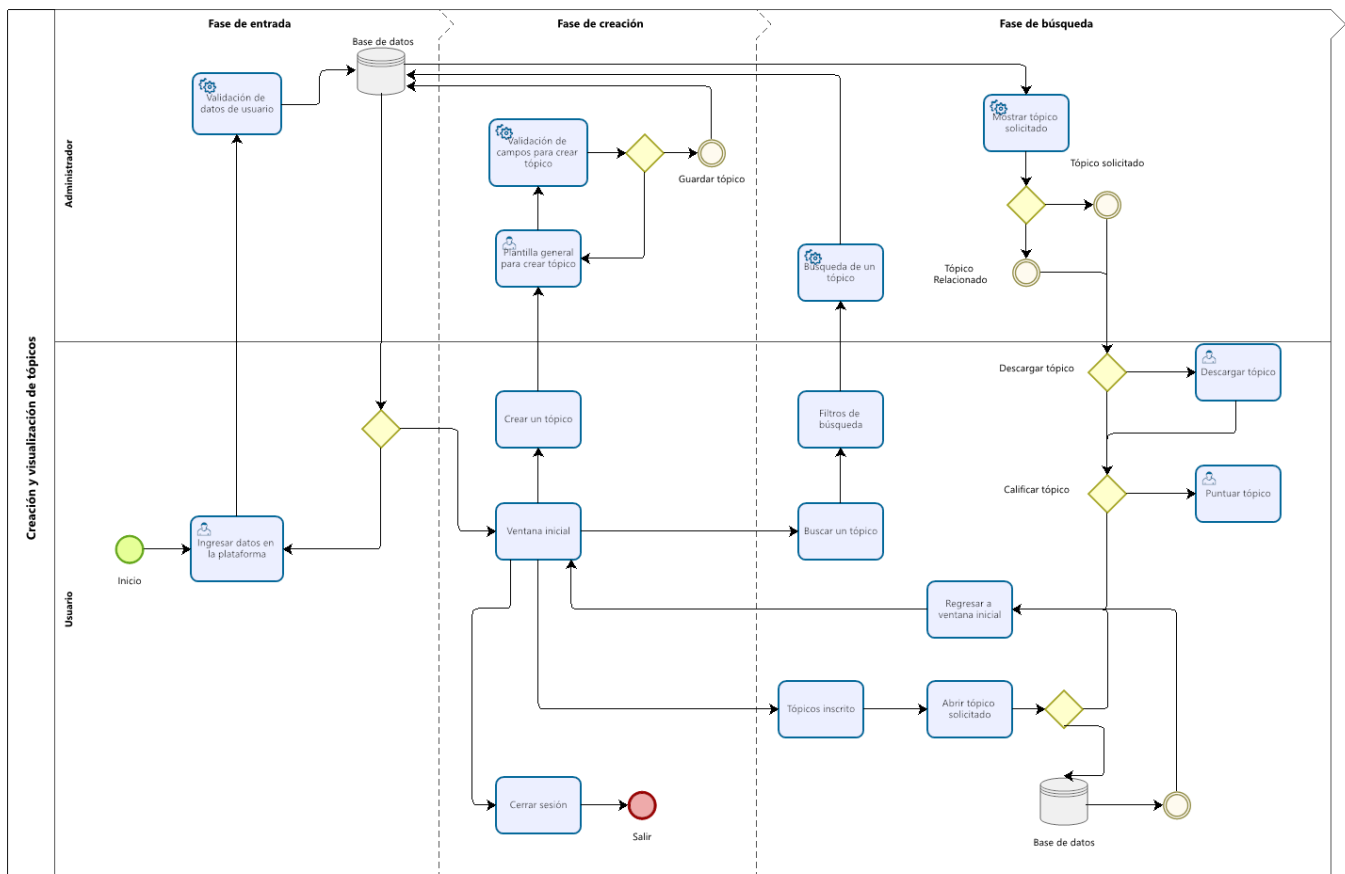 Fase de entrada
Fase de creación
Fase de búsqueda
Creación y visualización de tópicos
Administrador
Usuario
Base de datos
Validación de
datos de usuario
Validación de
campos para crear
tópico
Guardar tópico
Plantilla general
para crear tópico
Mostrar tópico
solicitado
Tópico solicitado
Tópico
Relacionado
Búsqueda de un
tópico
Descargar tópico
Descargar tópico
Crear un tópico
Filtros de
búsqueda
Calificar tópico
Puntuar tópico
Inicio
Ingresar datos en
la plataforma
Ventana inicial
Buscar un tópico
Regresar a
ventana inicial
Tópicos inscrito
Abrir tópico
solicitado
Cerrar sesión
Salir
Base de datos